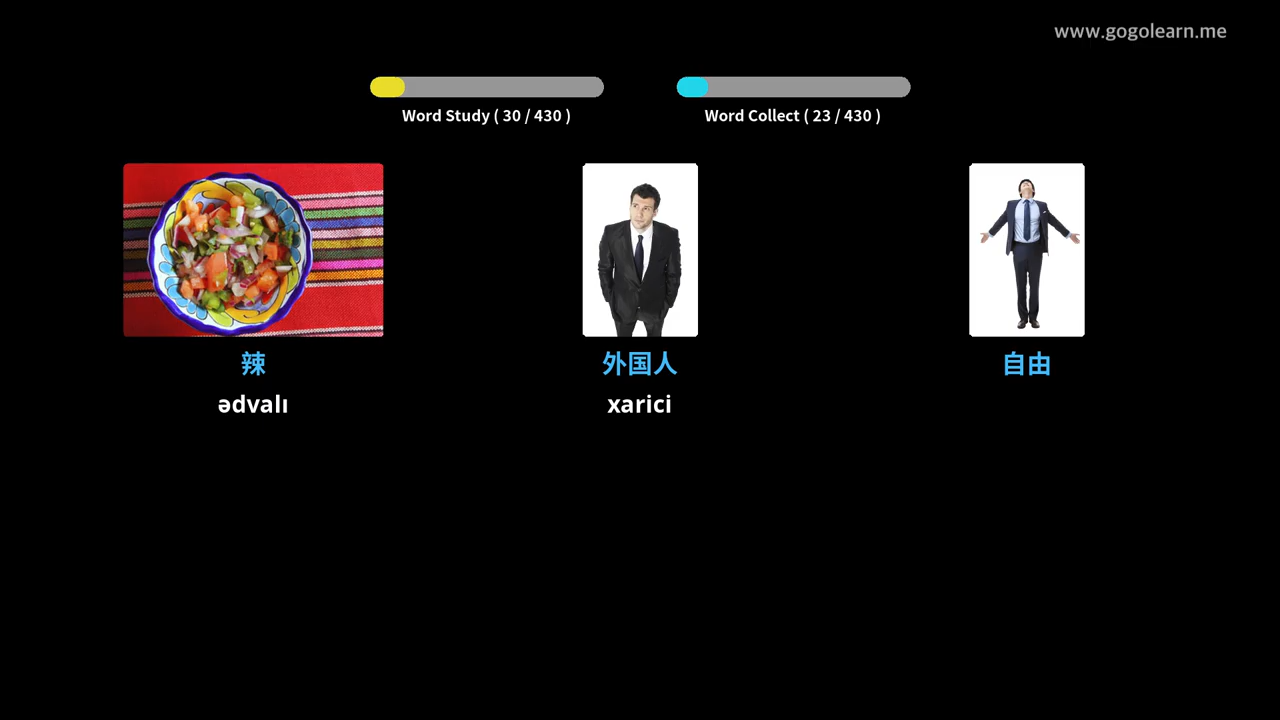 www.gogolearn.me
Word Study ( 30 / 430 )
Word Collect ( 23 / 430 )
辣
外国人
自由
ədvalı
xarici